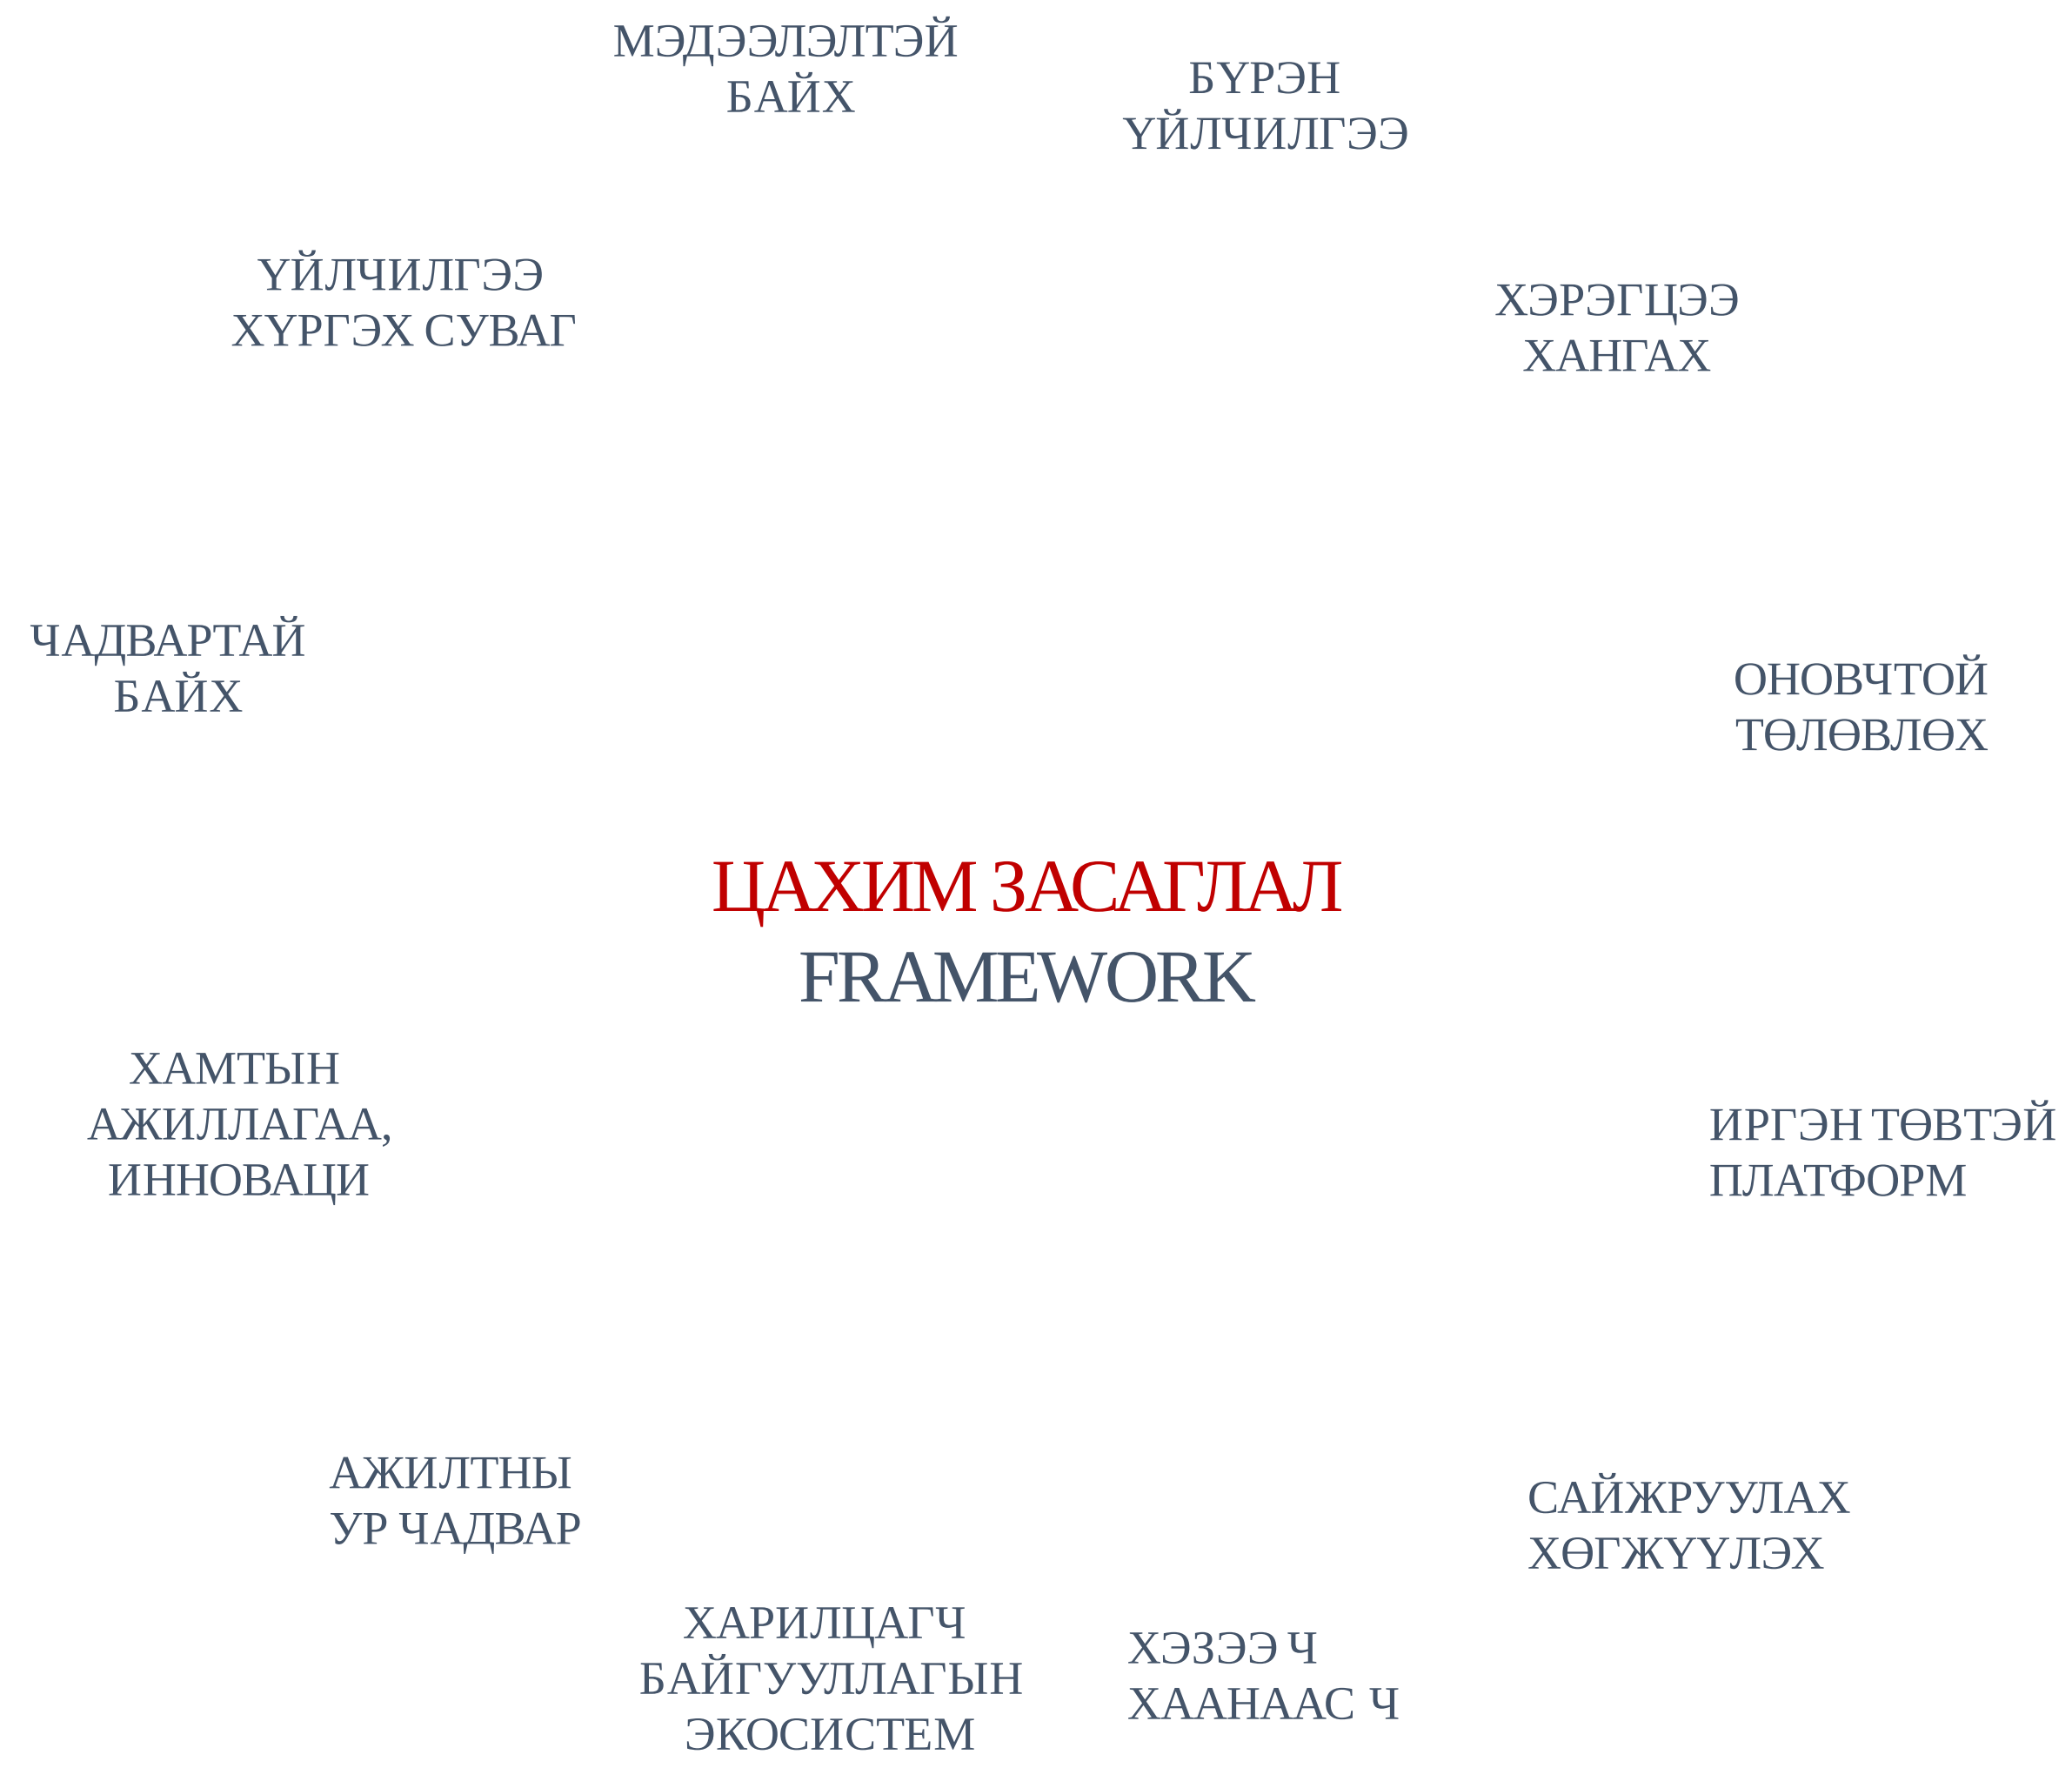 МЭДЭЭЛЭЛТЭЙ
БАЙХ
БҮРЭН
ҮЙЛЧИЛГЭЭ
ҮЙЛЧИЛГЭЭ
ХҮРГЭХ СУВАГ
ХЭРЭГЦЭЭ
ХАНГАХ
ЧАДВАРТАЙ
БАЙХ
ОНОВЧТОЙ
ТӨЛӨВЛӨХ
ЦАХИМ ЗАСАГЛАЛ
FRAMEWORK
ХАМТЫН
АЖИЛЛАГАА,
ИННОВАЦИ
ИРГЭН ТӨВТЭЙ
ПЛАТФОРМ
АЖИЛТНЫ
УР ЧАДВАР
САЙЖРУУЛАХ
ХӨГЖҮҮЛЭХ
ХАРИЛЦАГЧ
БАЙГУУЛЛАГЫН
ЭКОСИСТЕМ
ХЭЗЭЭ Ч
ХААНААС Ч